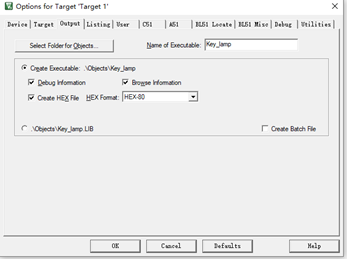 Options for Target 'Target 1'
Device Target Output Listing User C51 A51 BL51 Locate BL51 Misc Debug Utilities
Select Folder for Objects... Name of Executable: Key_lamp
Create Executable: .\Objects\Key_lamp
Debug Information Browse Information
Create HEX File HEX Format: HEX-80
.\Objects\Key_lamp.LIB Create Batch File
OK Cancel Defaults Help